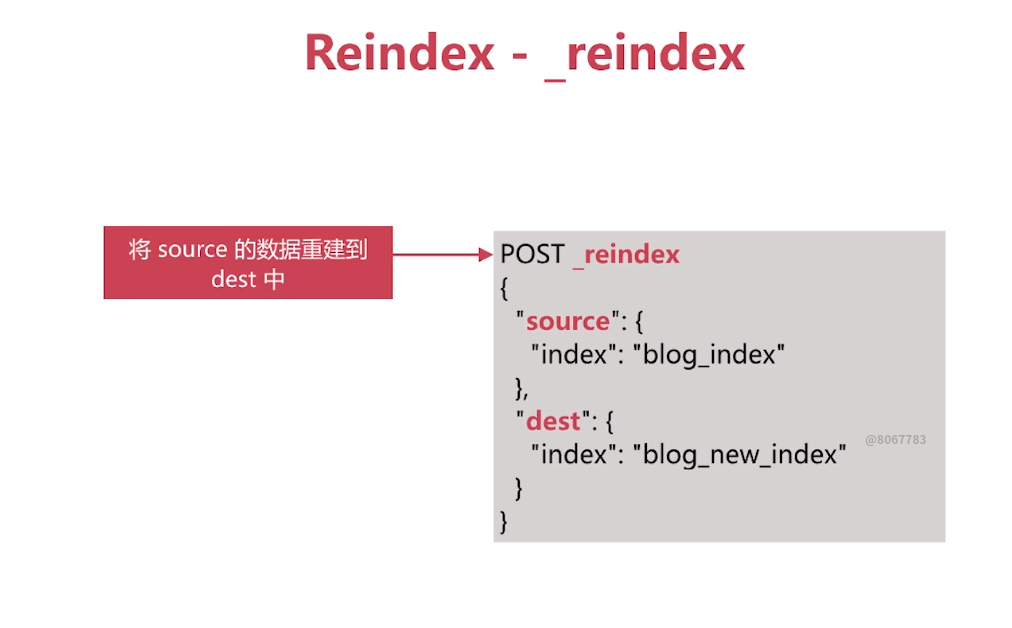 Reindex - _reindex
将 source 的数据重建到
dest 中
POST _reindex
{
"source": {
"index": "blog_index"
},
"dest": {
@8067783
"index": "blog_new_index"
}
}